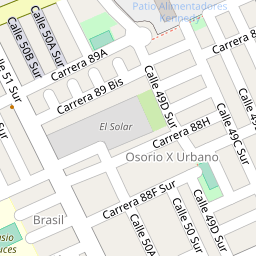 Patio Alimentadores
Kennedy
Calle 50A Sur
Calle 50B Sur
Calle 51 Sur
Carrera 89A
Carrera 88
Carrera 89 Bis
Calle 49D Sur
El Solar
Carrera 88H
Calle 49C Sur
Osorio X Urbano
Carrera 88F Sur
Brasil
Calle 50A
Calle 50 Sur
Calle 49D Sur